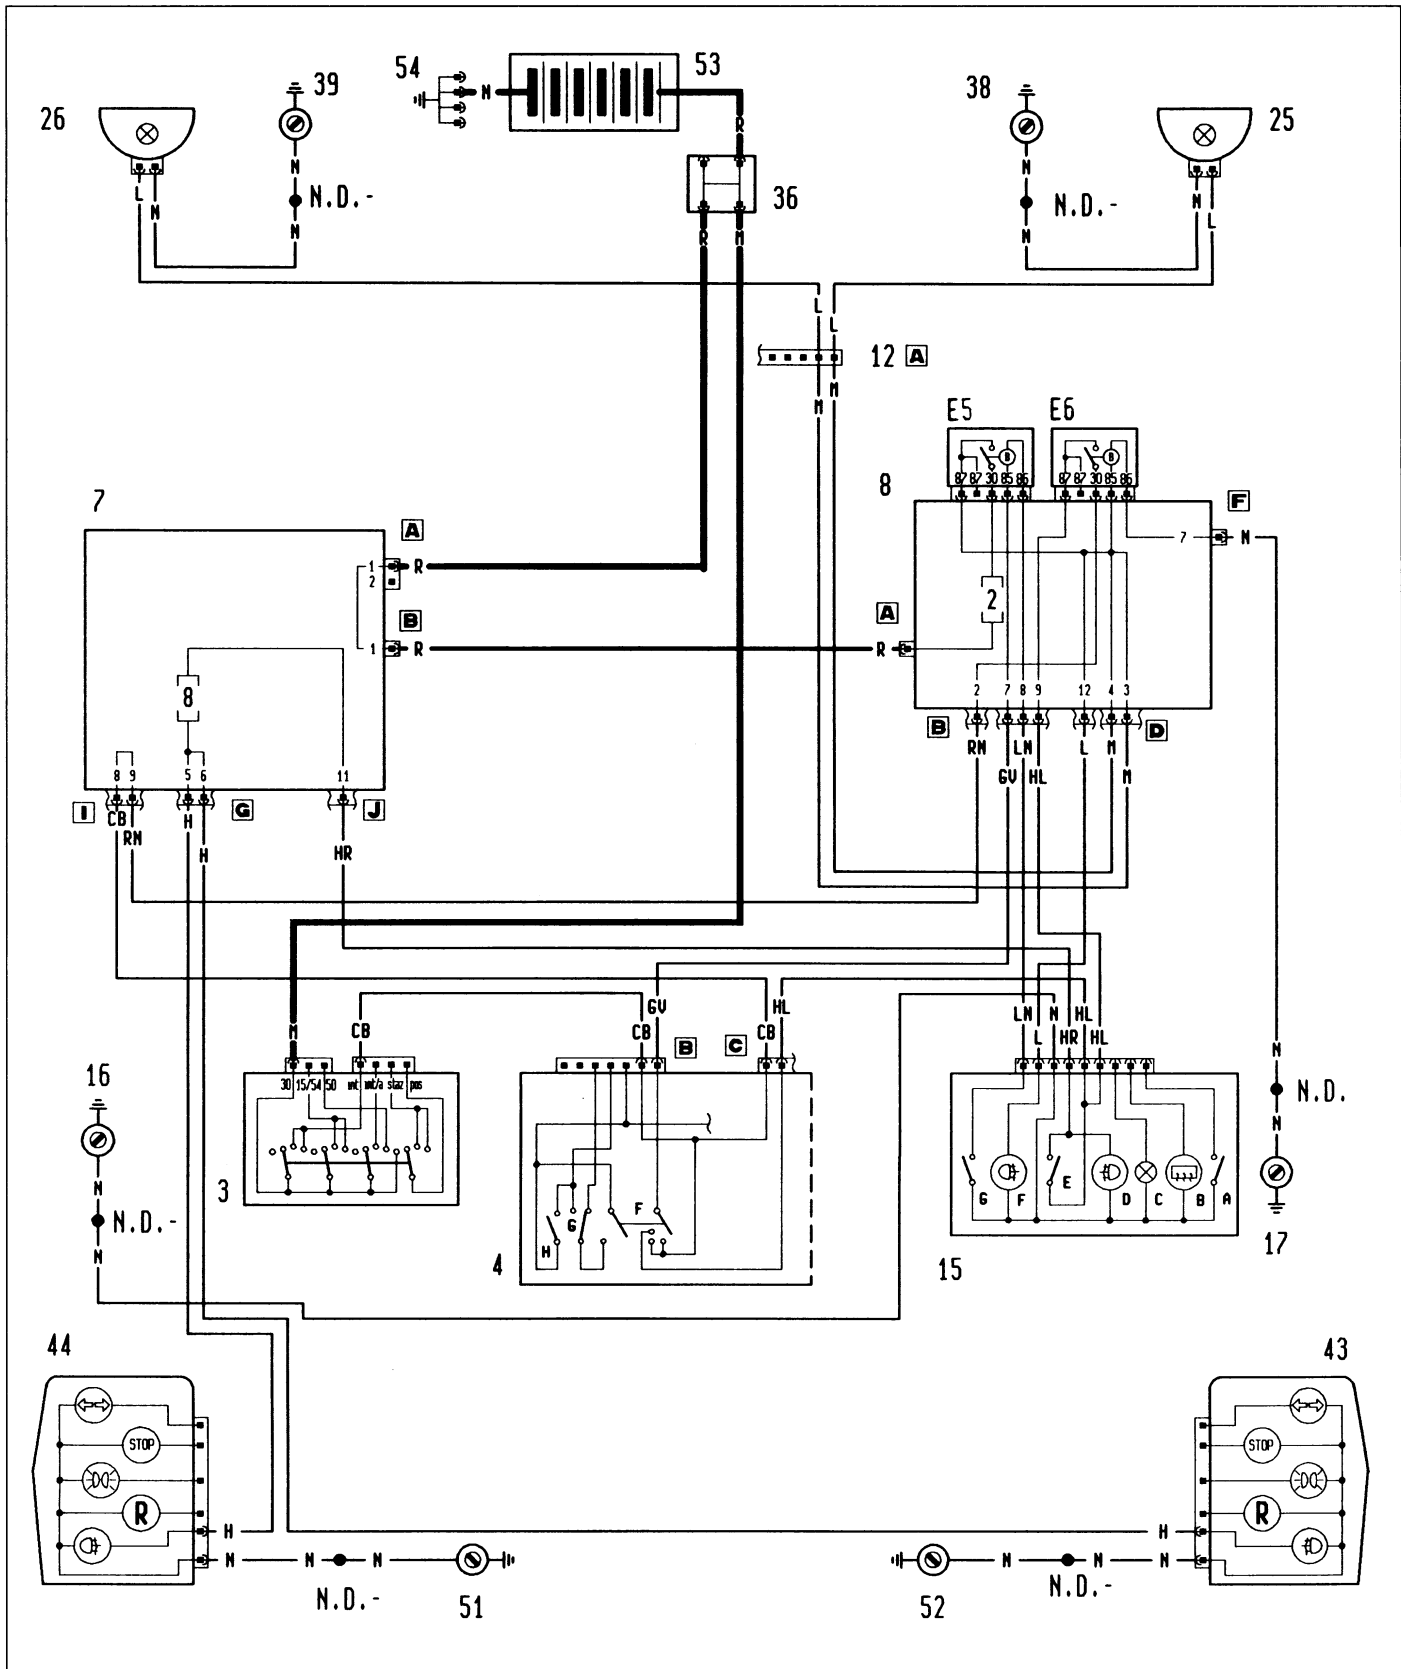 54 53
39 38
26 25
N
R
N N
L N N L
N.D.- 36 N.D.-
N N
R M
L
L
12 A
M
M
E5 E6
87 87 30 85 86 87 87 30 85 86
B B
8
7 F
7 N
A
1 R
2
2
B A
1 R R
8
2 7 8 9 12 4 3
B D
8 9 5 6 11
RN LN L M
GV HL M
I G J
CB H
RN
H HR
M CB CB GV CB HL LN N HL
L HR HL
B C
N
16
30 15/54 50 mt mt/a staz pos
N.D.
N
N
3
N.D.-
N
G F E D C B A
H G F
4 15 17
44 43
STOP STOP
R R
H H
N N N N N N
N.D.- N.D.-
51 52